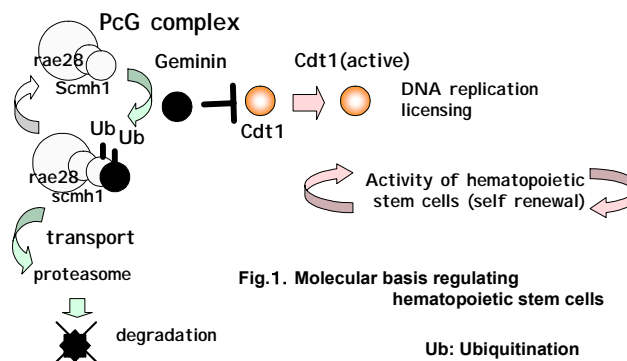 PcG complex
rae28
Scmh1
Geminin
Cdt1(active)
DNA replication
licensing
Cdt1
Ub
Ub
rae28
scmh1
Activity of hematopoietic
stem cells (self renewal)
transport
proteasome
degradation
Fig.1. Molecular basis regulating
hematopoietic stem cells
Ub: Ubiquitination